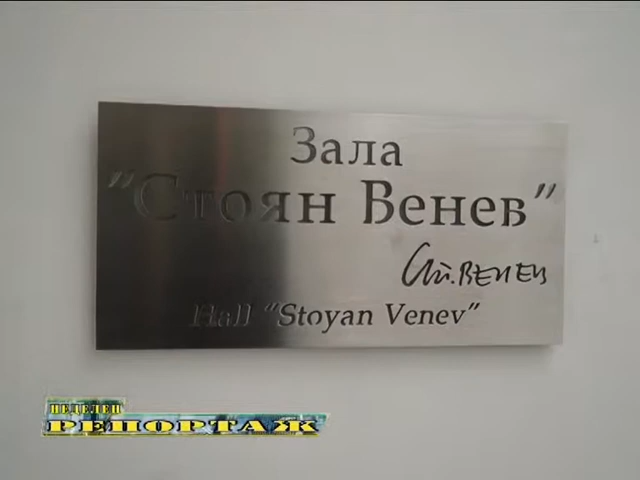 Зала
"Стоян Венев"
Ст. ВЕНЕВ
Hall "Stoyan Venev"
НЕДЕЛЕН
РЕПОРТАЖ